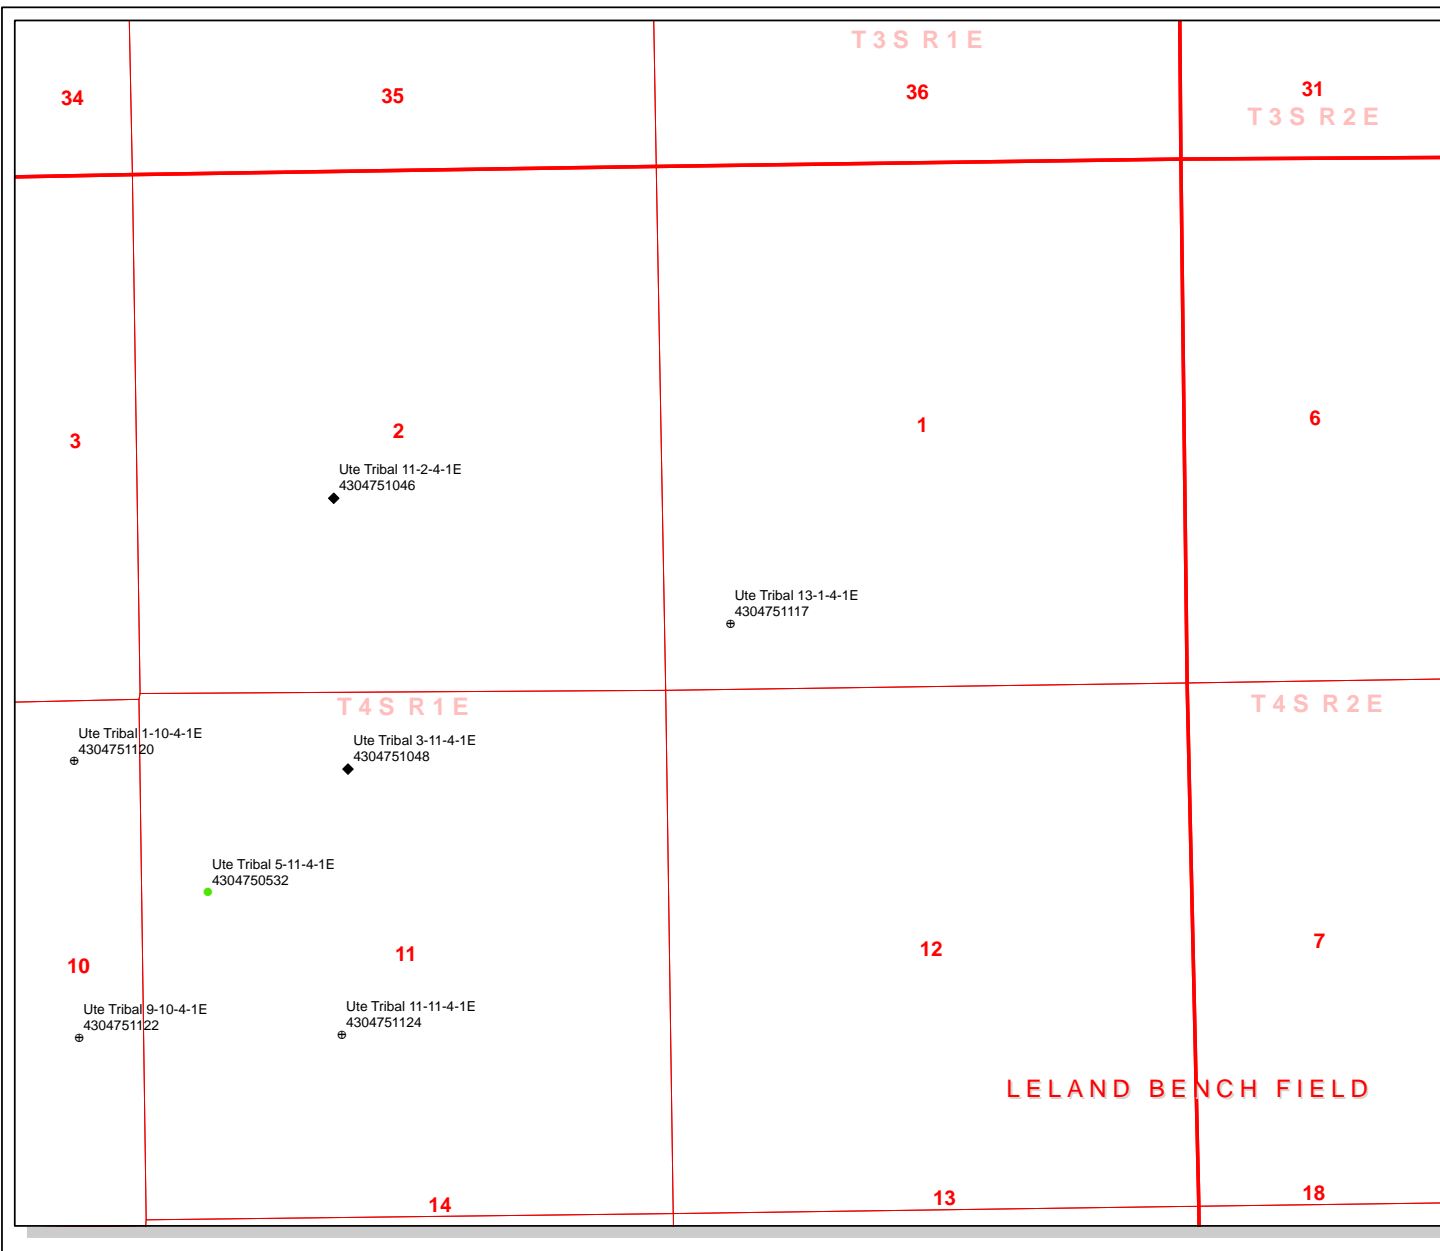 T3S R1E
34
35
36
31
T3S R2E
3
2
1
6
Ute Tribal 11-2-4-1E
4304751046
Ute Tribal 13-1-4-1E
4304751117
T4S R1E
T4S R2E
Ute Tribal 1-10-4-1E
4304751120
Ute Tribal 3-11-4-1E
4304751048
Ute Tribal 5-11-4-1E
4304750532
10
11
12
7
Ute Tribal 9-10-4-1E
4304751122
Ute Tribal 11-11-4-1E
4304751124
LELAND BENCH FIELD
14
13
18